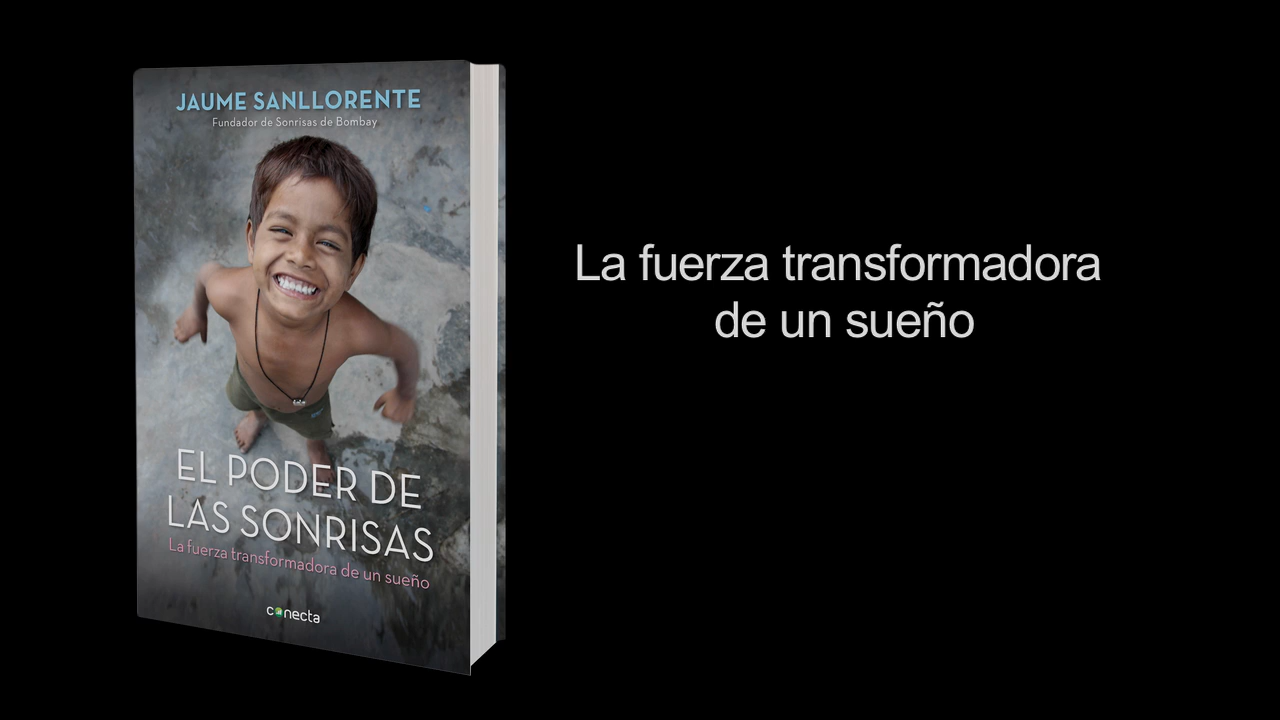 JAUME SANLLORENTE
Fundador de Sonrisas de Bombay
EL PODER DE
LAS SONRISAS
La fuerza transformadora de un sueño
conecta
La fuerza transformadora
de un sueño